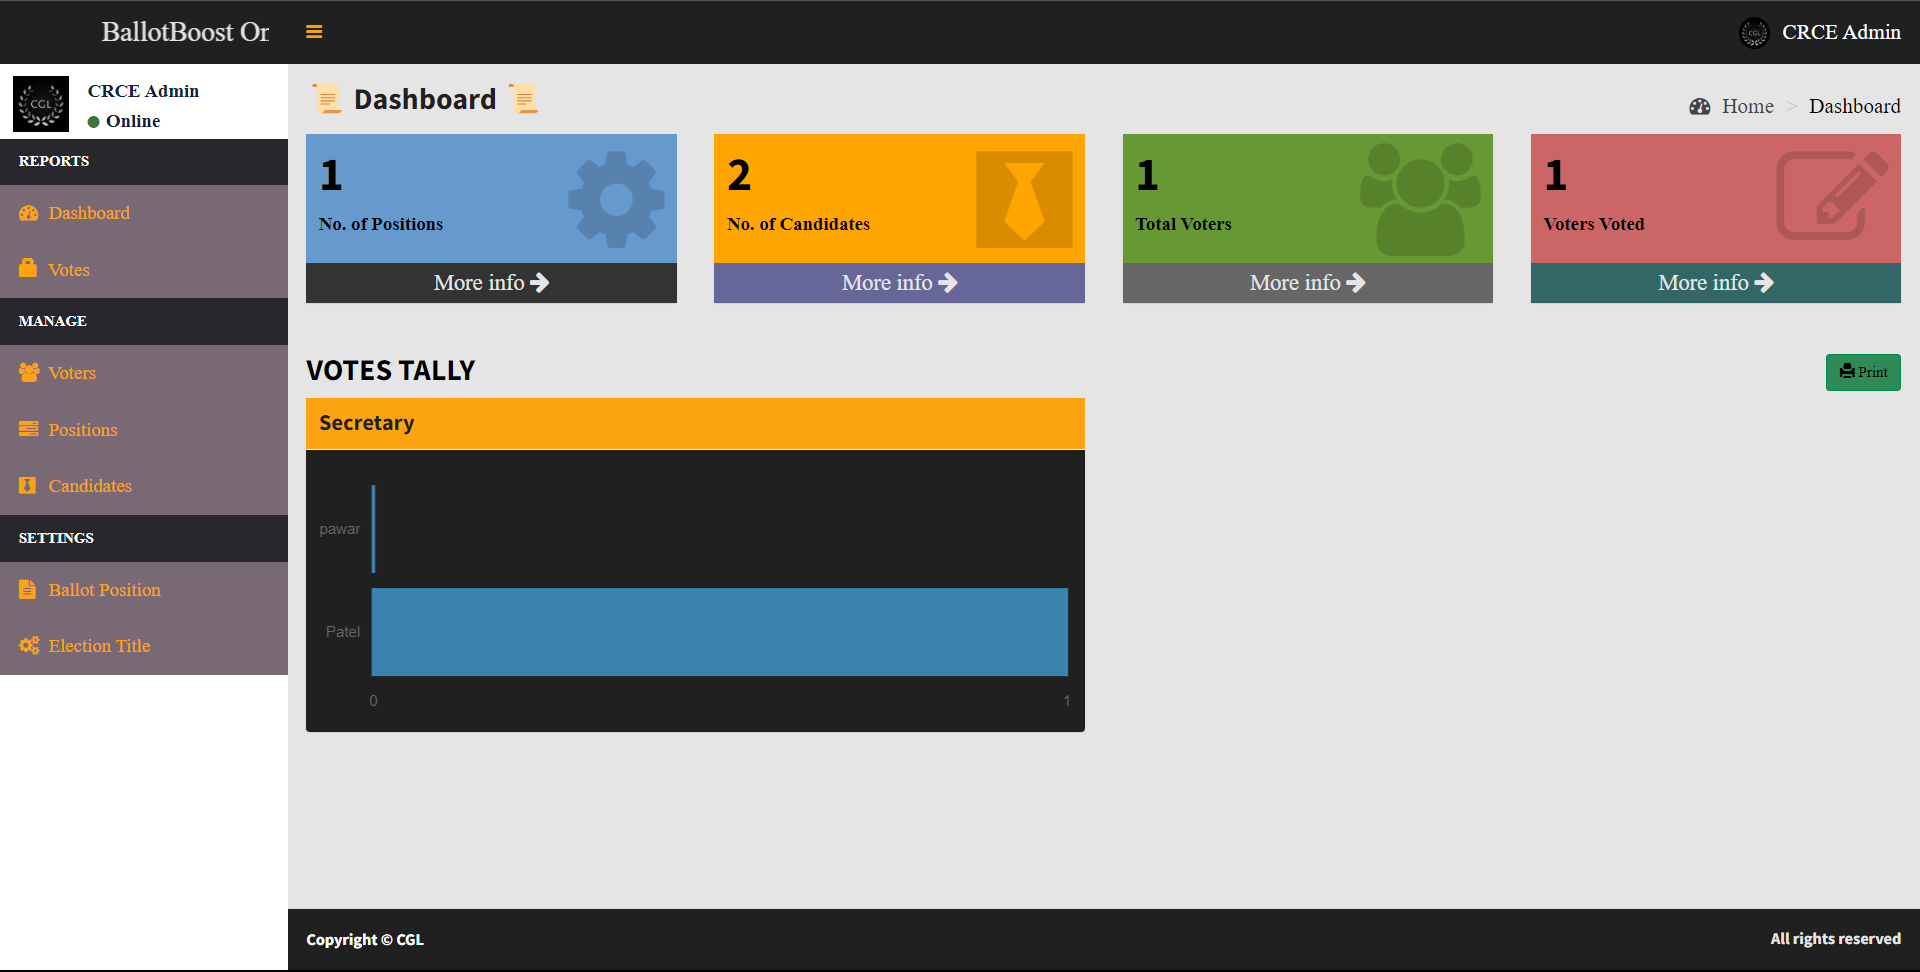 BallotBoost Or
CRCE Admin
CGL
CRCE Admin
Online
REPORTS
Dashboard
Votes
MANAGE
Voters
Positions
Candidates
SETTINGS
Ballot Position
Election Title
Dashboard
Home > Dashboard
1
No. of Positions
More info
2
No. of Candidates
More info
1
Total Voters
More info
1
Voters Voted
More info
VOTES TALLY
Print
Secretary
pawar
Patel
0 1
Copyright © CGL
All rights reserved